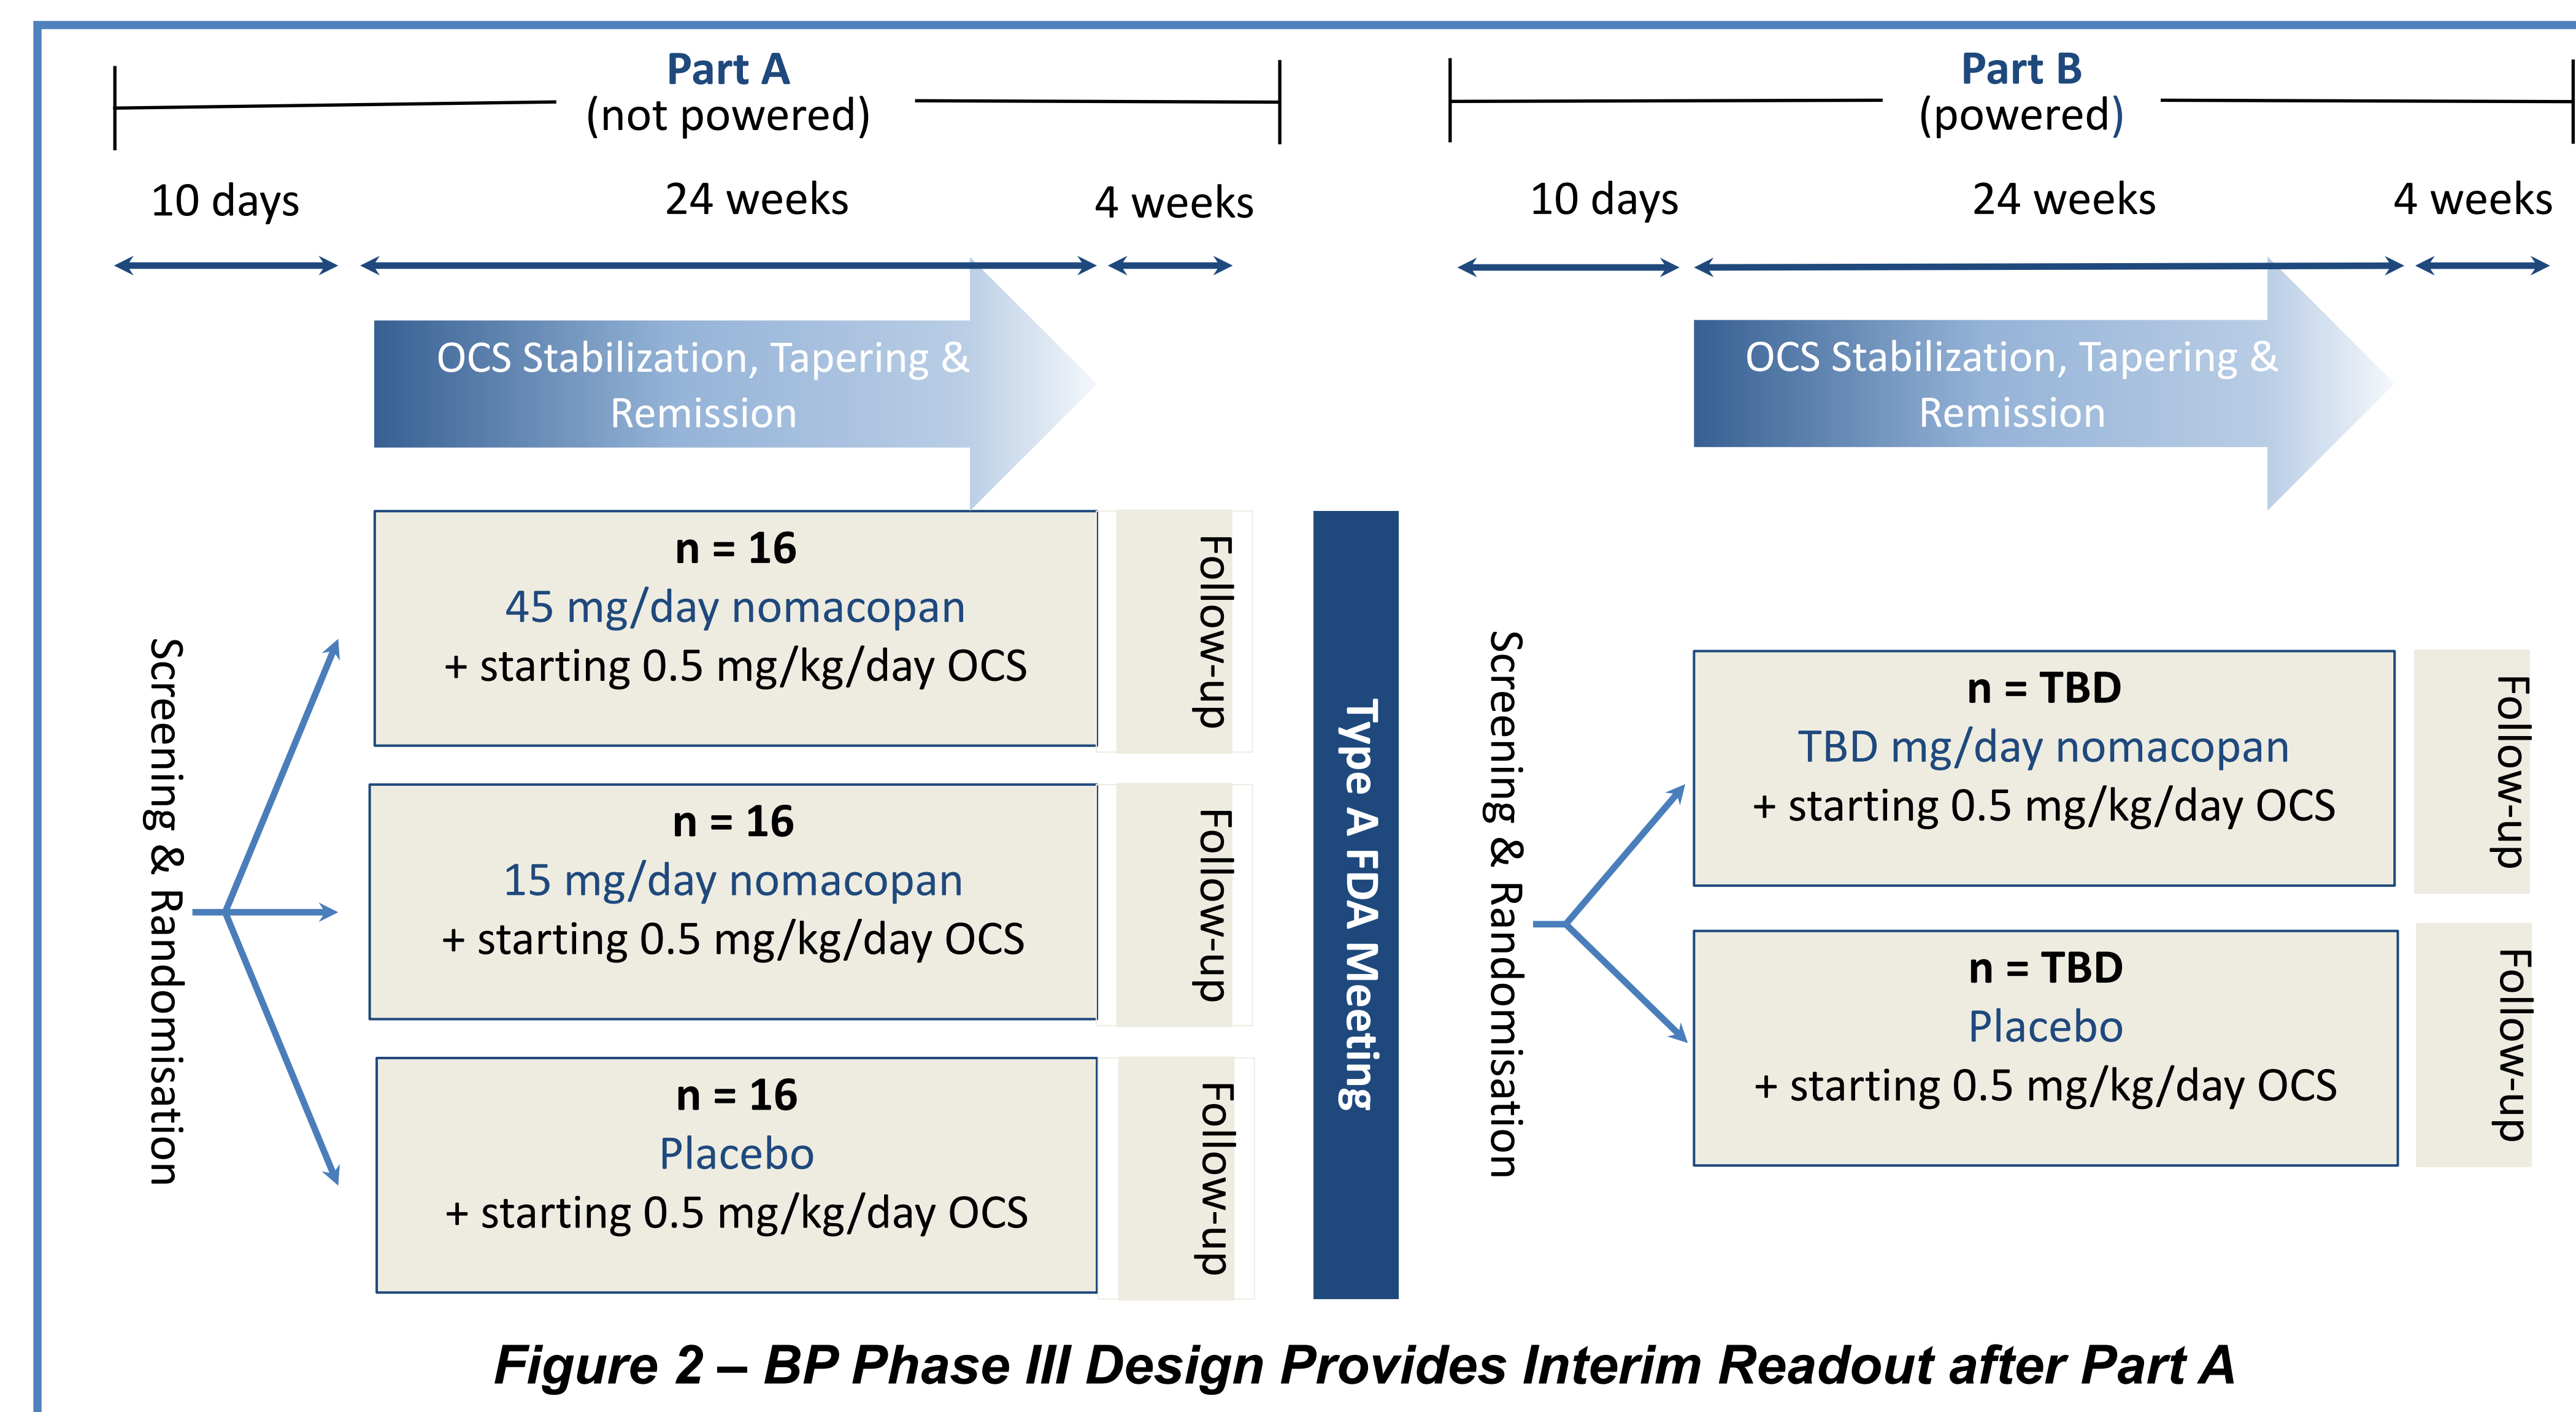 Part A
(not powered)
10 days
24 weeks
4 weeks
OCS Stabilization, Tapering &
Remission
Screening & Randomisation
n = 16
45 mg/day nomacopan
+ starting 0.5 mg/kg/day OCS
Follow-up
n = 16
15 mg/day nomacopan
+ starting 0.5 mg/kg/day OCS
Follow-up
n = 16
Placebo
+ starting 0.5 mg/kg/day OCS
Follow-up
Type A FDA Meeting
Part B
(powered)
10 days
24 weeks
4 weeks
OCS Stabilization, Tapering &
Remission
Screening & Randomisation
n = TBD
TBD mg/day nomacopan
+ starting 0.5 mg/kg/day OCS
Follow-up
n = TBD
Placebo
+ starting 0.5 mg/kg/day OCS
Follow-up
Figure 2 – BP Phase III Design Provides Interim Readout after Part A